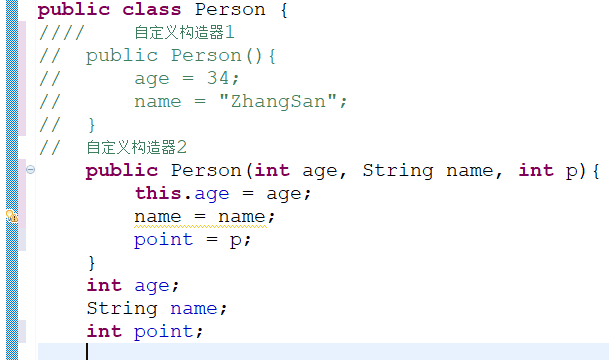 public class Person {
////    自定义构造器1
//  public Person(){
//      age = 34;
//      name = "ZhangSan";
//  }
//  自定义构造器2
    public Person(int age, String name, int p){
        this.age = age;
        name = name;
        point = p;
    }
    int age;
    String name;
    int point;